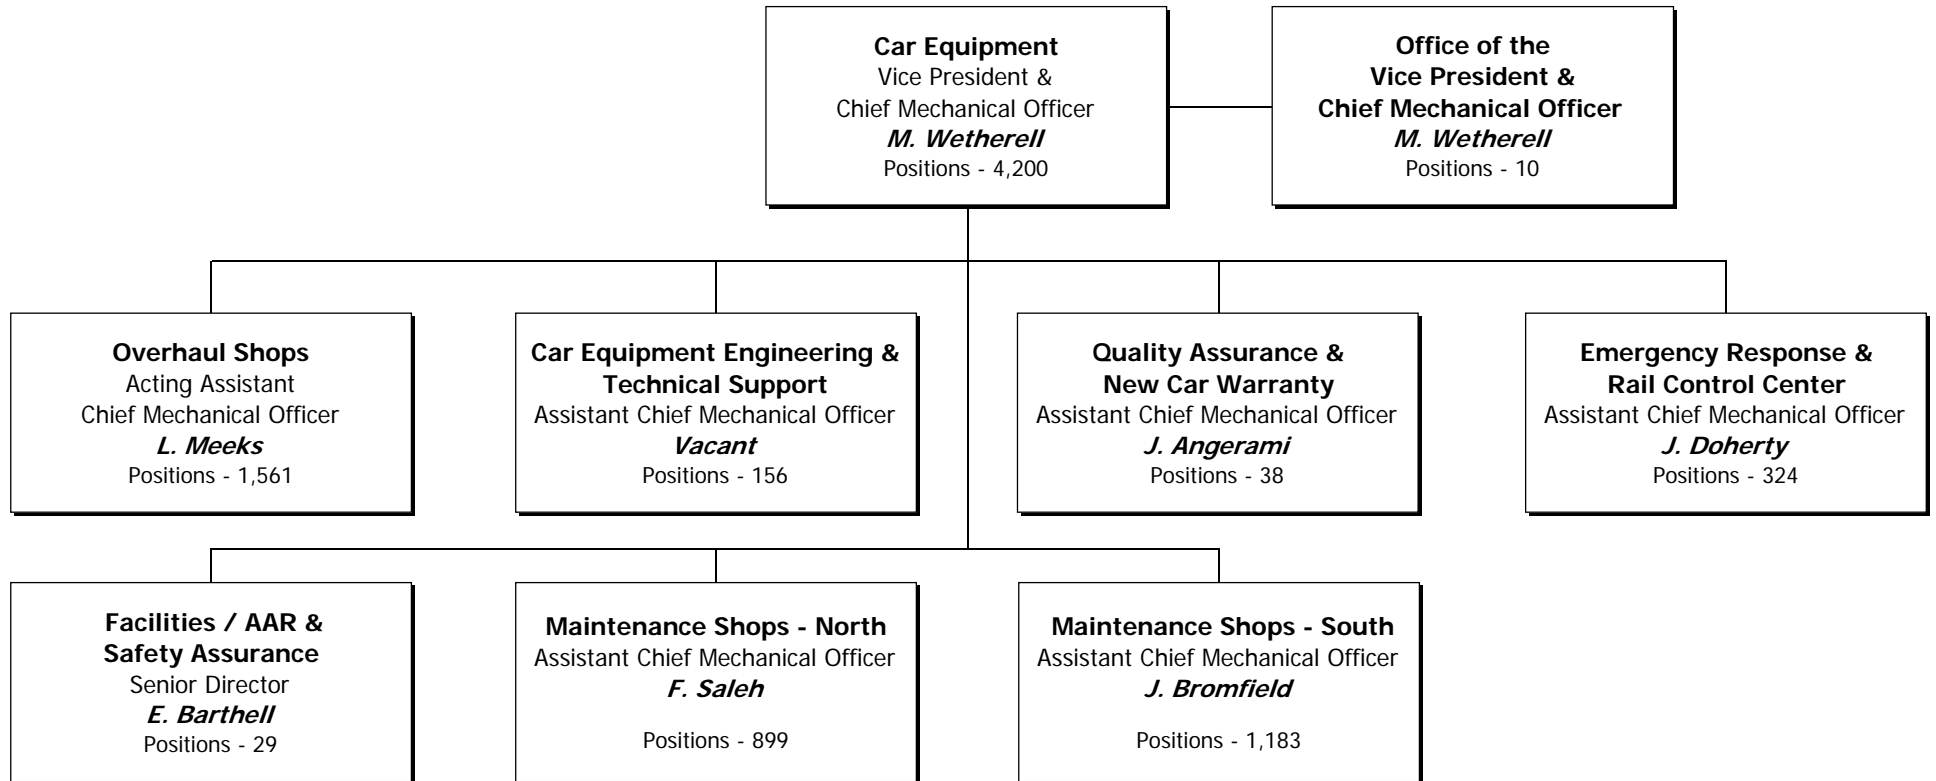 Car Equipment
Vice President &
Chief Mechanical Officer
M. Wetherell
Positions - 4,200
Office of the
Vice President &
Chief Mechanical Officer
M. Wetherell
Positions - 10
Overhaul Shops
Acting Assistant
Chief Mechanical Officer
L. Meeks
Positions - 1,561
Car Equipment Engineering &
Technical Support
Assistant Chief Mechanical Officer
Vacant
Positions - 156
Quality Assurance &
New Car Warranty
Assistant Chief Mechanical Officer
J. Angerami
Positions - 38
Emergency Response &
Rail Control Center
Assistant Chief Mechanical Officer
J. Doherty
Positions - 324
Facilities / AAR &
Safety Assurance
Senior Director
E. Barthell
Positions - 29
Maintenance Shops - North
Assistant Chief Mechanical Officer
F. Saleh
Positions - 899
Maintenance Shops - South
Assistant Chief Mechanical Officer
J. Bromfield
Positions - 1,183